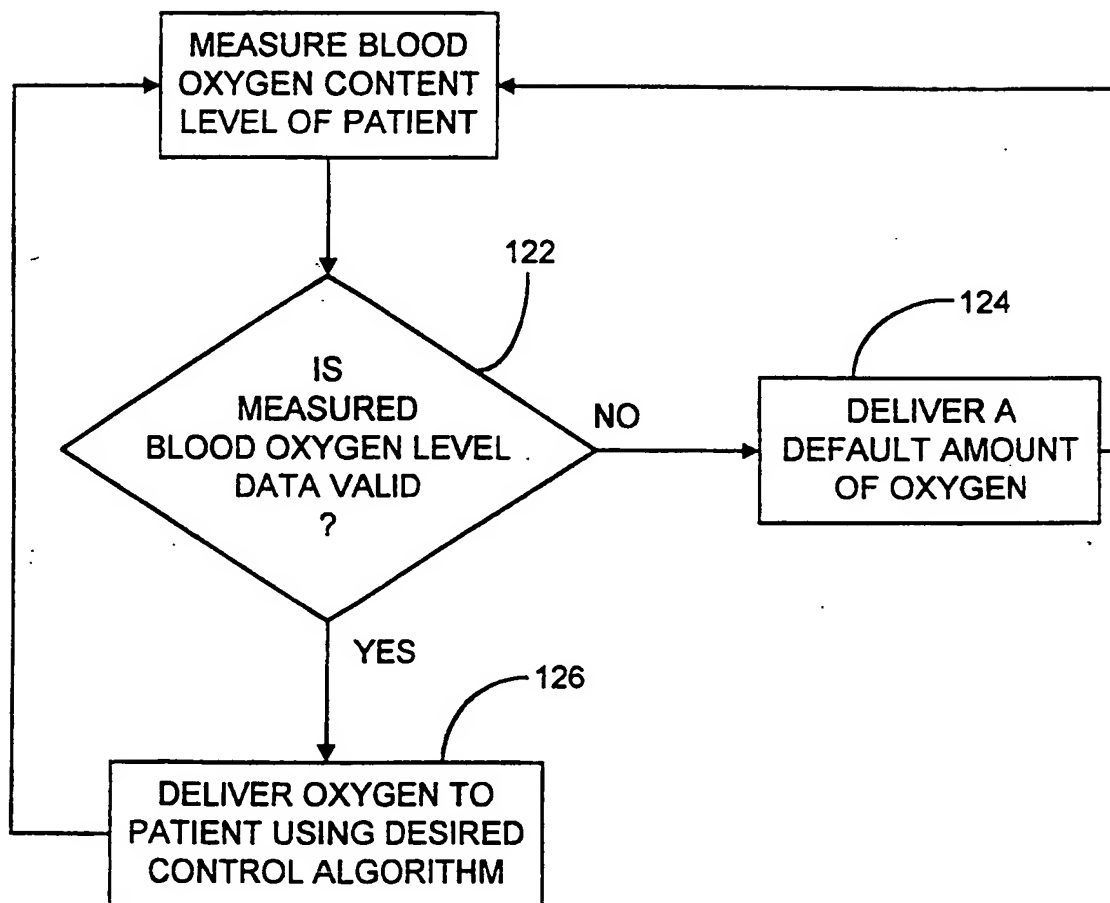 MEASURE BLOOD
OXYGEN CONTENT
LEVEL OF PATIENT
122
IS
MEASURED
BLOOD OXYGEN LEVEL
DATA VALID
?
NO
124
DELIVER A
DEFAULT AMOUNT
OF OXYGEN
YES
126
DELIVER OXYGEN TO
PATIENT USING DESIRED
CONTROL ALGORITHM